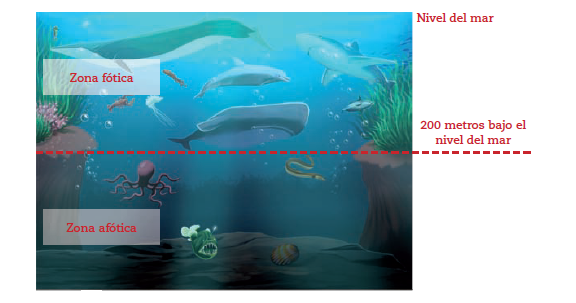 Nivel del mar
Zona fótica
200 metros bajo el
nivel del mar
Zona afótica